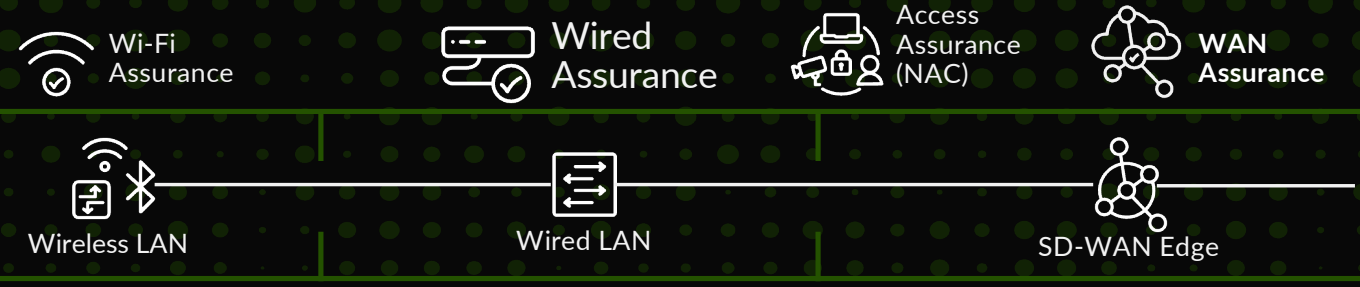 Wi-Fi
Assurance
Wired
Assurance
Access
Assurance
(NAC)
WAN
Assurance
Wireless LAN
Wired LAN
SD-WAN Edge